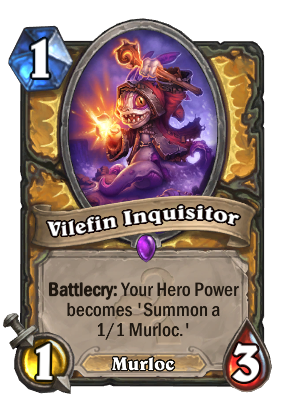 1
Vilefin Inquisitor
Battlecry: Your Hero Power
becomes 'Summon a
1/1 Murloc.'
1
Murloc
3